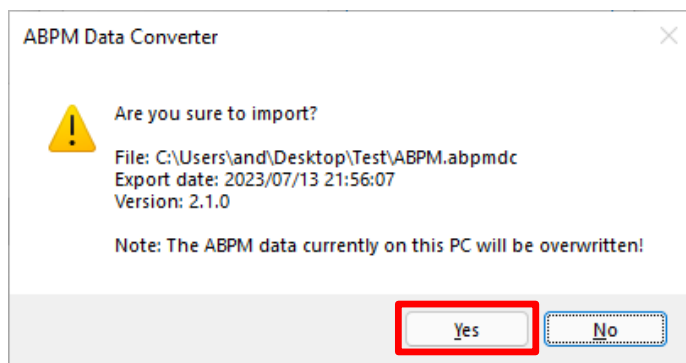 ABPM Data Converter
Are you sure to import?
File: C:\Users\and\Desktop\Test\ABPM.abpmdc
Export date: 2023/07/13 21:56:07
Version: 2.1.0
Note: The ABPM data currently on this PC will be overwritten!
Yes No